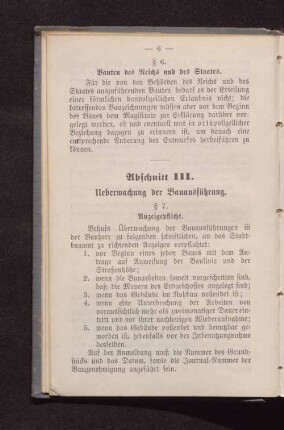 — 6 —
§ 6.
Bauten des Reichs und des Staates.
Für die von den Behörden des Reichs und des
Staates auszuführenden Bauten bedarf es der Erteilung
einer förmlichen baupolizeilichen Erlaubnis nicht; die
betreffenden Bauzeichnungen müssen aber vor dem Beginn
des Baues dem Magistrate zur Erklärung darüber vor-
gelegt werden, ob und eventuell was in ortspolizeilicher
Beziehung dagegen zu erinnern ist, um danach eine
entsprechende Änderung des Entwurfes herbeiführen zu
können.
Abschnitt III.
Ueberwachung der Bauausführung.
§ 7.
Anzeigepflicht.
Behufs Überwachung der Bauausführungen ist
der Bauherr zu folgenden schriftlichen, an das Stadt-
bauamt zu richtenden Anzeigen verpflichtet:
1. vor Beginn eines jeden Baues mit dem An-
trage auf Anweisung der Baulinie und der
Straßenhöhe;
2. wenn die Bauarbeiten soweit vorgeschritten sind,
daß die Mauern des Erdgeschosses angelegt sind;
3. wenn das Gebäude im Rohbau vollendet ist;
4. wenn eine Unterbrechung der Arbeiten von
voraussichtlich mehr als zweimonatiger Dauer ein-
tritt und vor ihrer nachherigen Wiederaufnahme;
5. wenn das Gebäude vollendet und benutzbar ge-
worden ist, jedenfalls vor der Inbenutzungnahme
desselben.
Auf der Anmeldung muß die Nummer des Grund-
stücks und das Datum, sowie die Journal-Nummer der
Baugenehmigung angeführt sein.